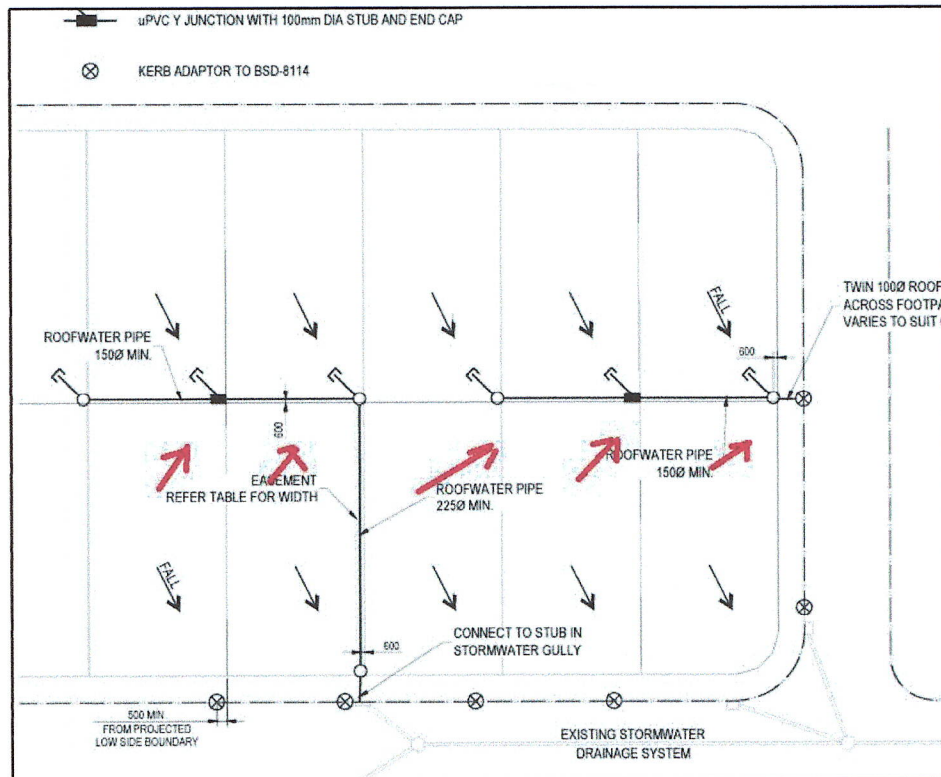 uPVC Y JUNCTION WITH 100mm DIA STUB AND END CAP
KERB ADAPTOR TO BSD-8114
TWIN 100Ø ROOF
ACROSS FOOTPA
VARIES TO SUIT
FALL
ROOFWATER PIPE
150Ø MIN.
600
600
ROOFWATER PIPE
150Ø MIN.
EASEMENT
REFER TABLE FOR WIDTH
ROOFWATER PIPE
225Ø MIN.
FALL
600
CONNECT TO STUB IN
STORMWATER GULLY
500 MIN
FROM PROJECTED
LOW SIDE BOUNDARY
EXISTING STORMWATER
DRAINAGE SYSTEM